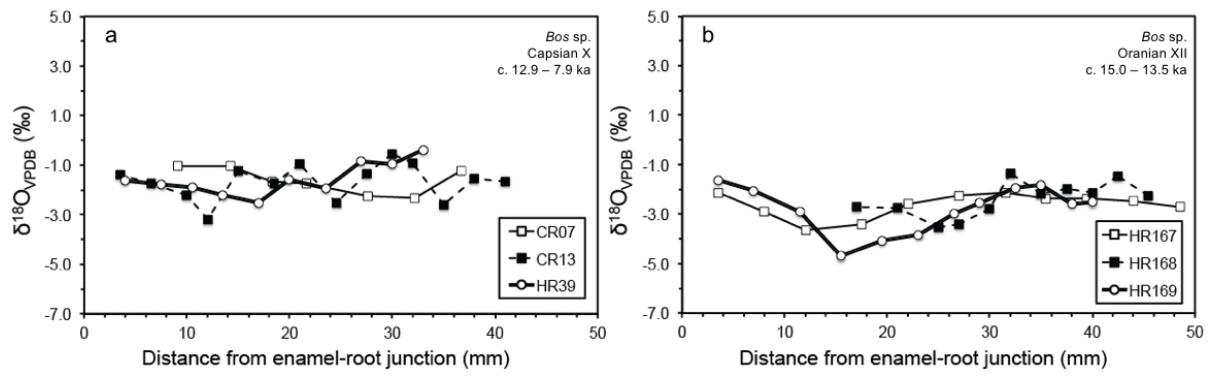 a
Bos sp.
Capsian X
c. 12.9 – 7.9 ka
5.0
3.0
1.0
-1.0
-3.0
-5.0
-7.0
δ¹⁸O_VPDB (‰)
CR07
CR13
HR39
0 10 20 30 40 50
Distance from enamel-root junction (mm)
b
Bos sp.
Oranian XII
c. 15.0 – 13.5 ka
5.0
3.0
1.0
-1.0
-3.0
-5.0
-7.0
δ¹⁸O_VPDB (‰)
HR167
HR168
HR169
0 10 20 30 40 50
Distance from enamel-root junction (mm)